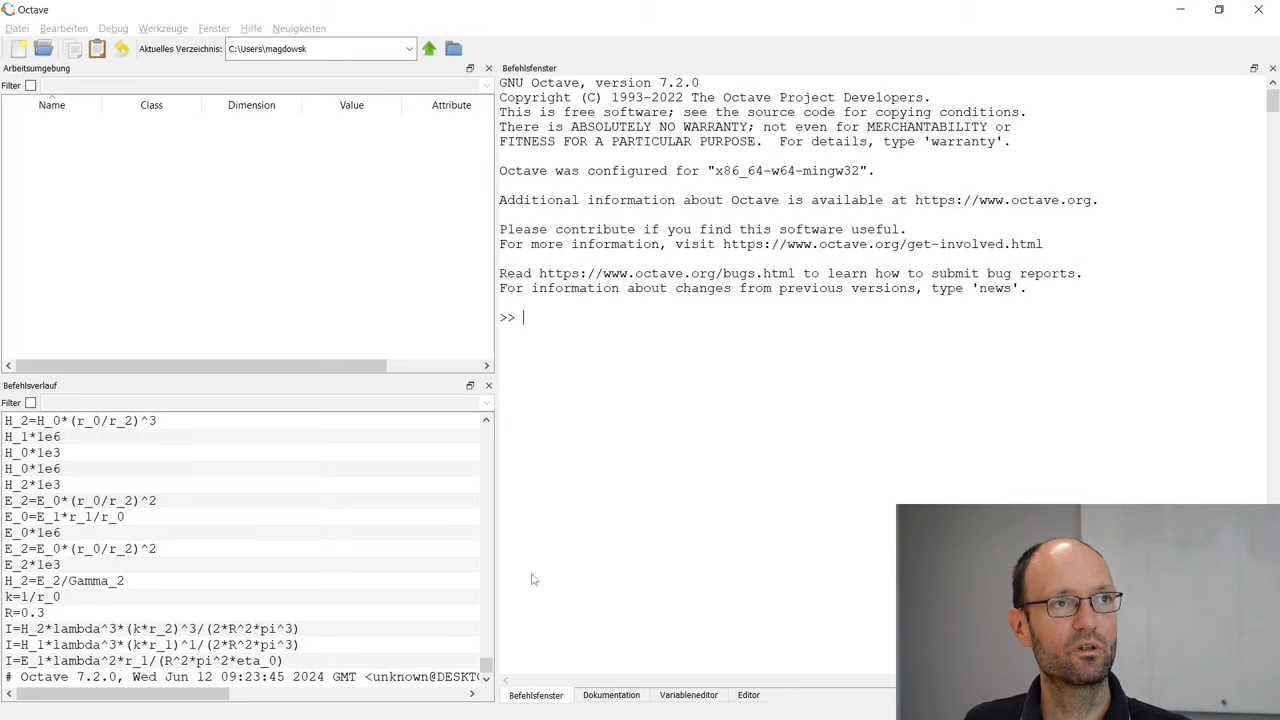 Octave
Datei Bearbeiten Debug Werkzeuge Fenster Hilfe Neuigkeiten
Aktuelles Verzeichnis: C:\Users\magdowsk
Arbeitsumgebung
Filter
Name Class Dimension Value Attribute
Befehlsverlauf
Filter
H_2=H_0*(r_0/r_2)^3
H_1*1e6
H_0*1e3
H_0*1e6
H_2*1e3
E_2=E_0*(r_0/r_2)^2
E_0=E_1*r_1/r_0
E_0*1e6
E_2=E_0*(r_0/r_2)^2
E_2*1e3
H_2=E_2/Gamma_2
k=1/r_0
R=0.3
I=H_2*lambda^3*(k*r_2)^3/(2*R^2*pi^3)
I=H_1*lambda^3*(k*r_1)^1/(2*R^2*pi^3)
I=E_1*lambda^2*r_1/(R^2*pi^2*eta_0)
# Octave 7.2.0, Wed Jun 12 09:23:45 2024 GMT <unknown@DESKTO
Befehlsfenster
GNU Octave, version 7.2.0
Copyright (C) 1993-2022 The Octave Project Developers.
This is free software; see the source code for copying conditions.
There is ABSOLUTELY NO WARRANTY; not even for MERCHANTABILITY or
FITNESS FOR A PARTICULAR PURPOSE.  For details, type 'warranty'.
Octave was configured for "x86_64-w64-mingw32".
Additional information about Octave is available at https://www.octave.org.
Please contribute if you find this software useful.
For more information, visit https://www.octave.org/get-involved.html
Read https://www.octave.org/bugs.html to learn how to submit bug reports.
For information about changes from previous versions, type 'news'.
>>
Befehlsfenster Dokumentation Variableneditor Editor